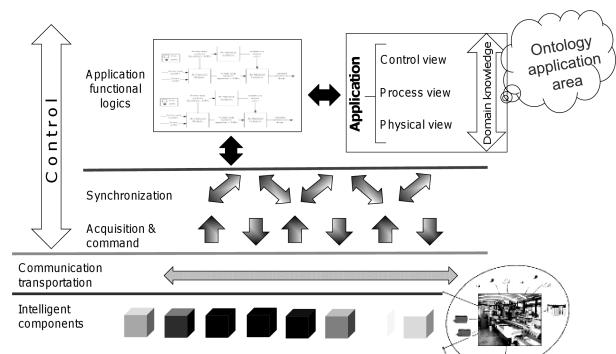 Control
Application
functional
logics
Application
Control view
Process view
Physical view
Domain knowledge
Ontology
application
area
Synchronization
Acquisition &
command
Communication
transportation
Intelligent
components